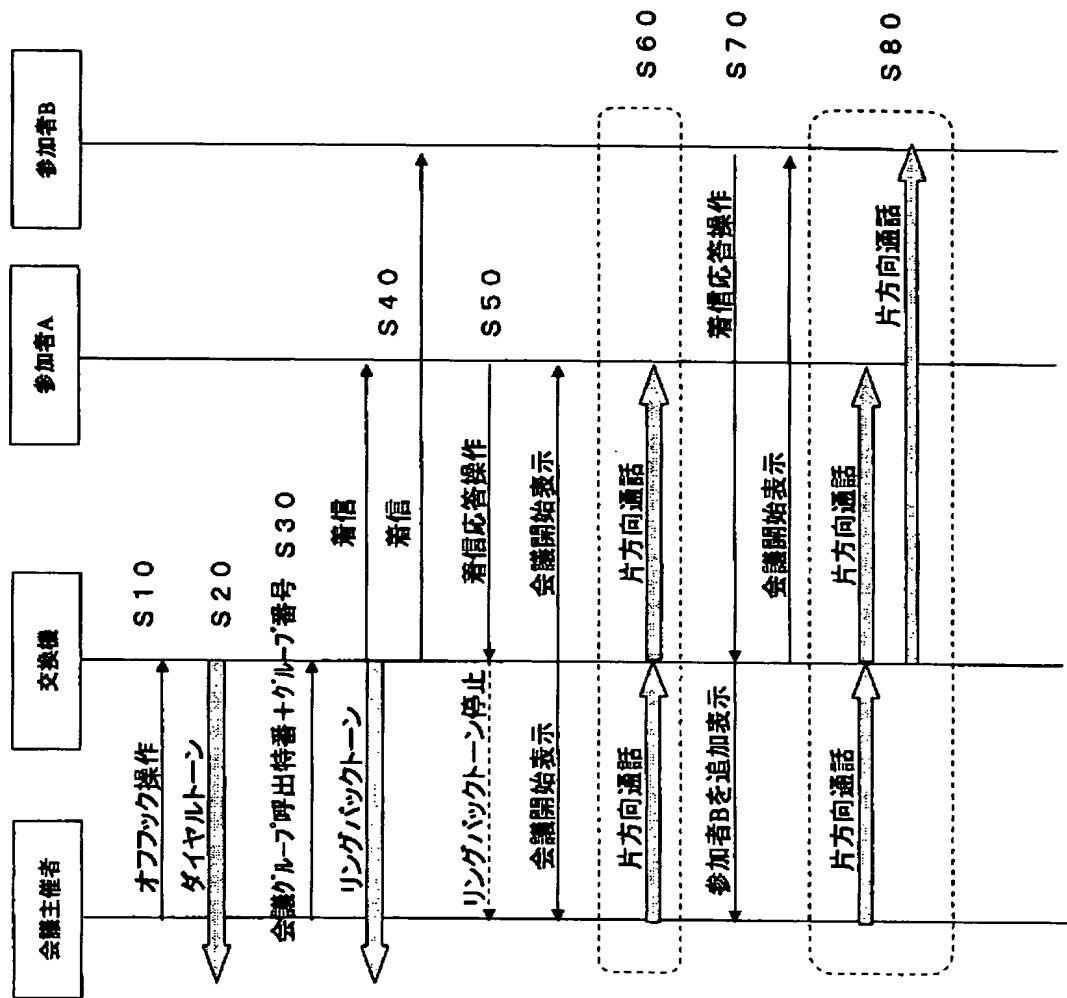 会議主催者
交換機
参加者A
参加者B
オフフック操作
S10
ダイヤルトーン
S20
会議グループ呼出特番+グループ番号 S30
リングバックトーン
着信
着信
S40
リングバックトーン停止
着信応答操作
S50
会議開始表示
会議開始表示
片方向通話
片方向通話
S60
参加者Bを追加表示
着信応答操作
S70
会議開始表示
片方向通話
片方向通話
片方向通話
S80